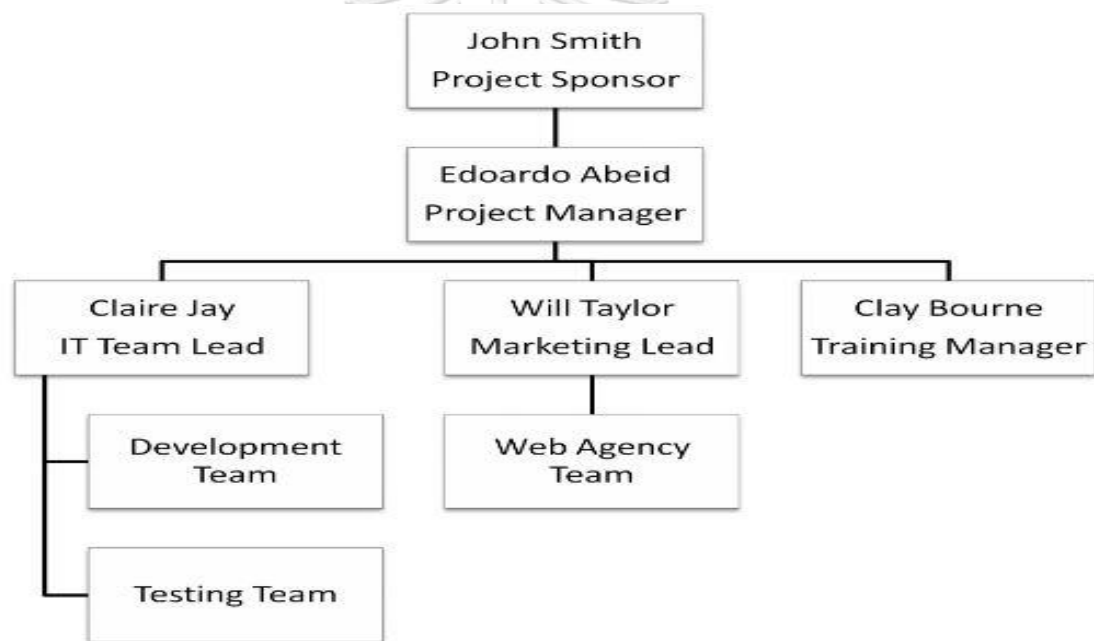 John Smith
Project Sponsor
Edoardo Abeid
Project Manager
Claire Jay
IT Team Lead
Will Taylor
Marketing Lead
Clay Bourne
Training Manager
Development
Team
Web Agency
Team
Testing Team